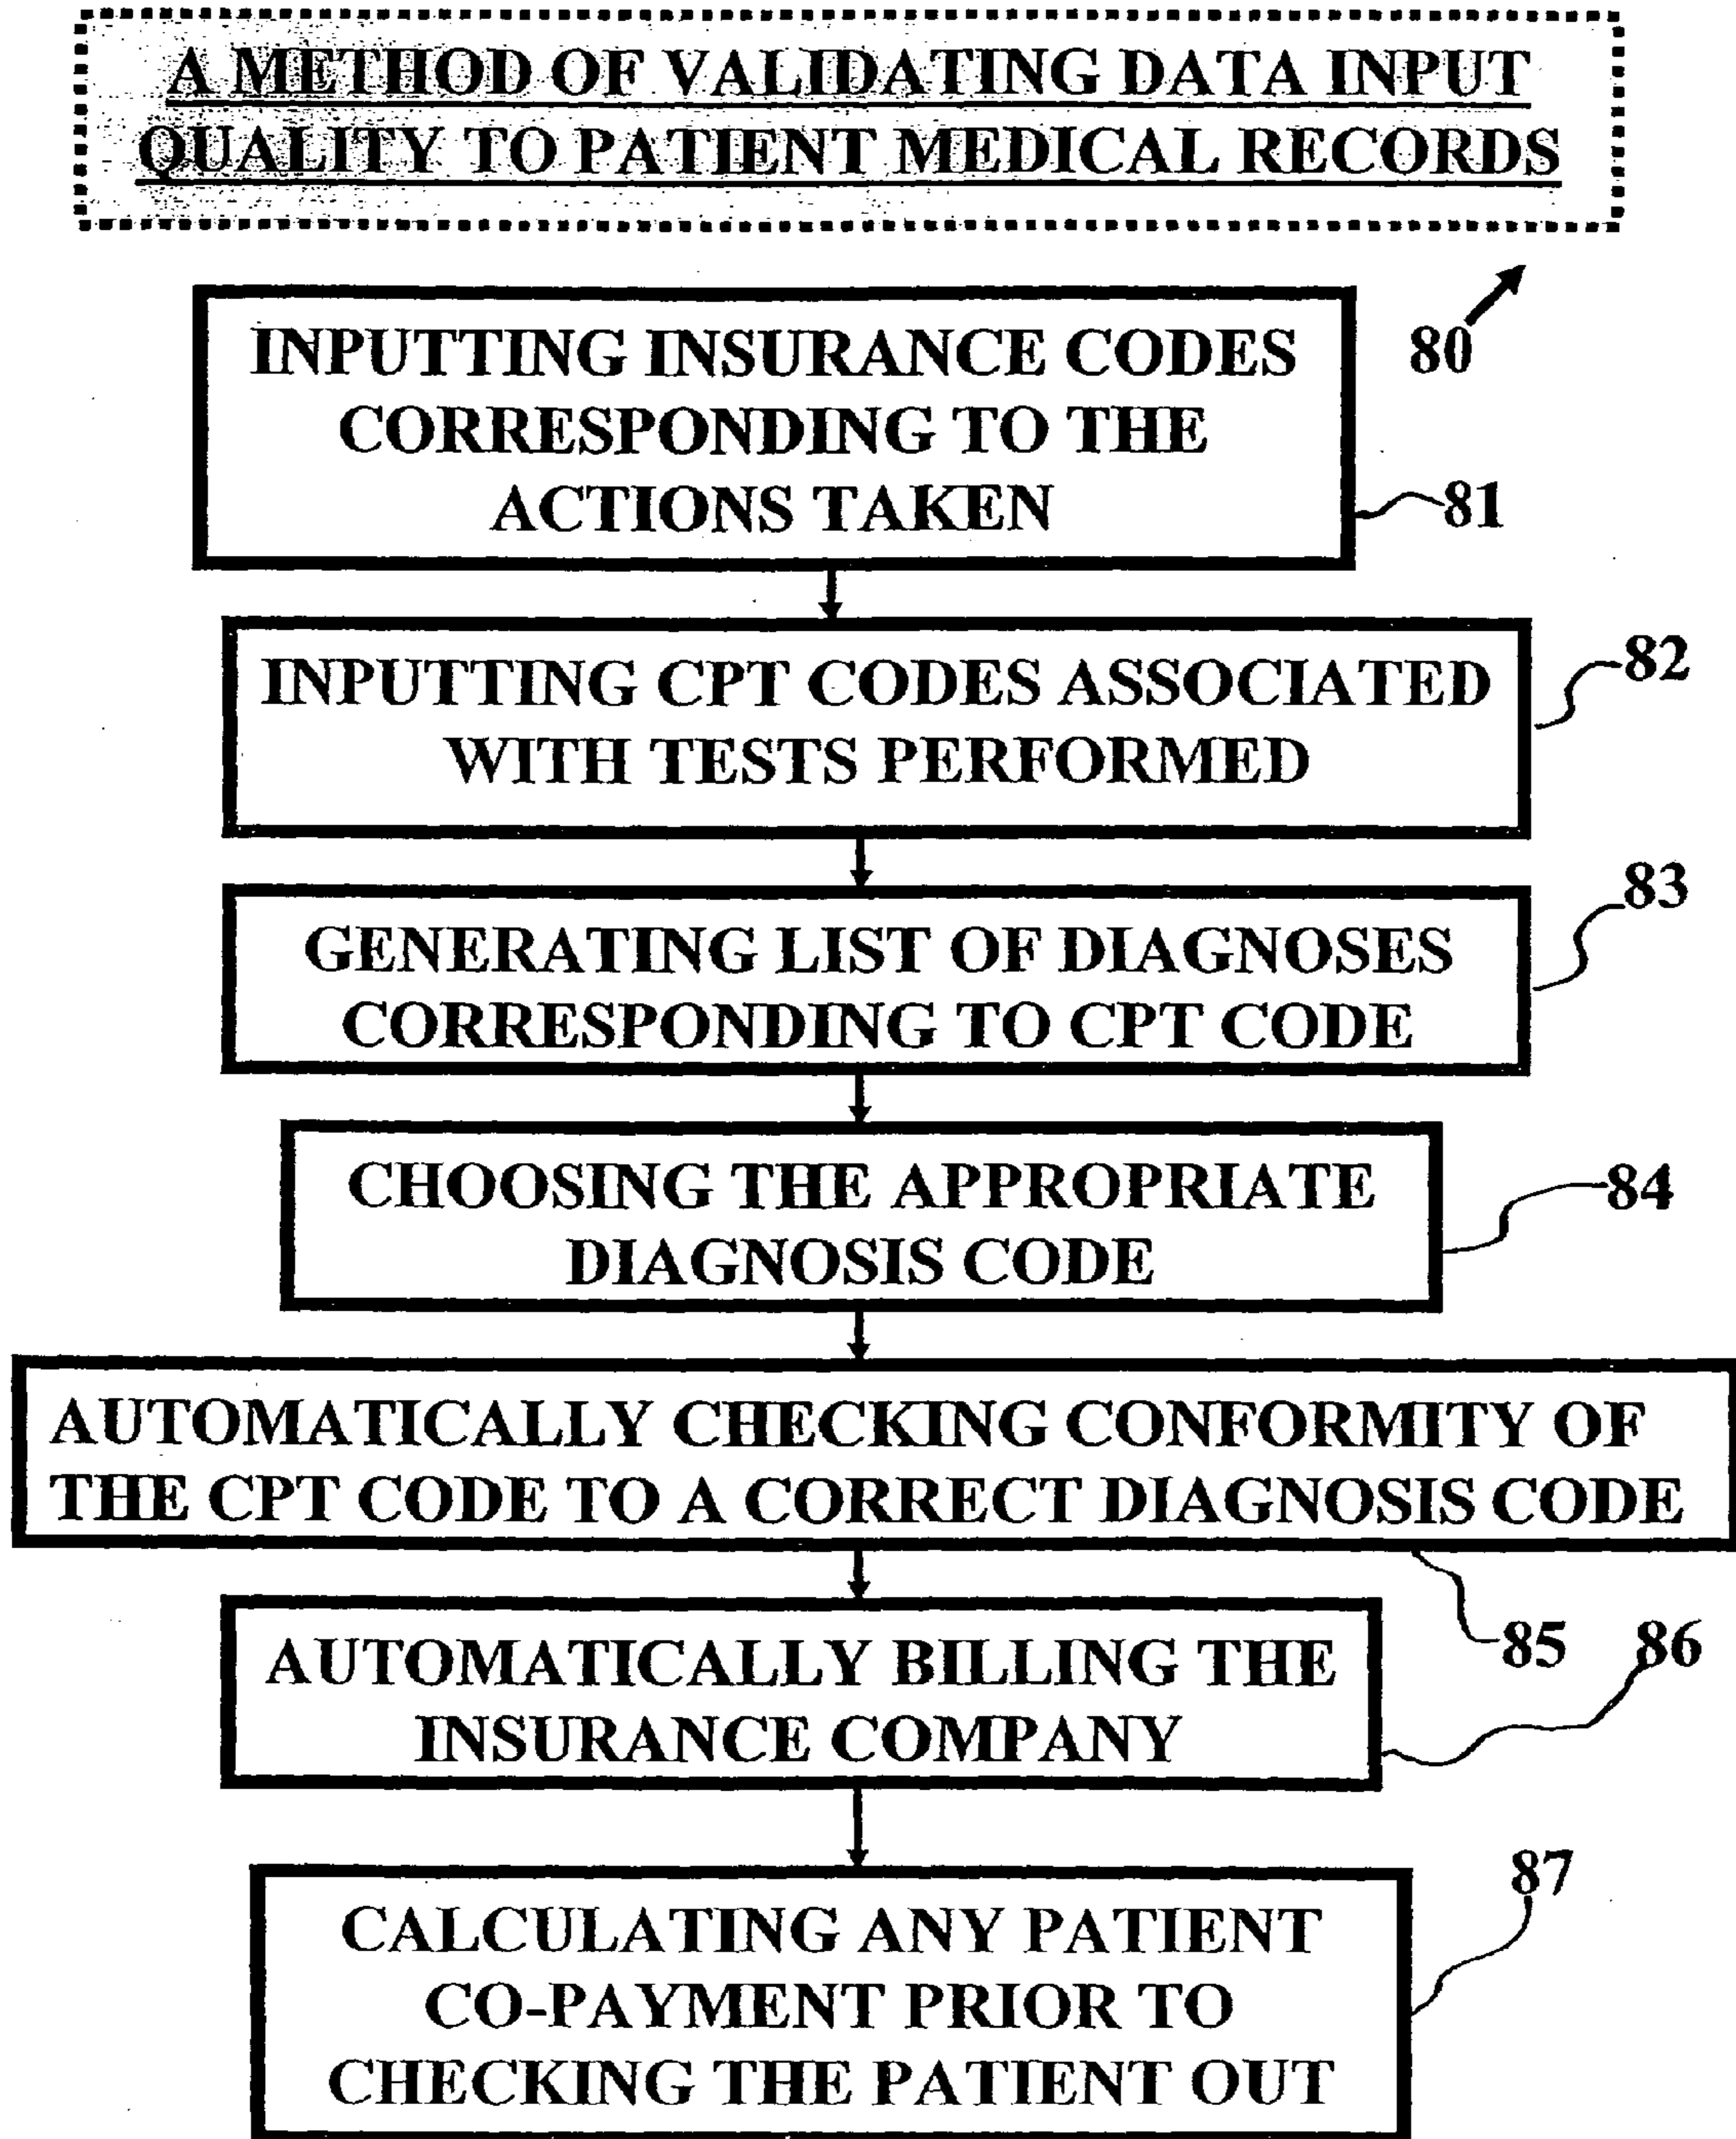 A METHOD OF VALIDATING DATA INPUT
QUALITY TO PATIENT MEDICAL RECORDS
80
INPUTTING INSURANCE CODES
CORRESPONDING TO THE
ACTIONS TAKEN
81
INPUTTING CPT CODES ASSOCIATED
WITH TESTS PERFORMED
82
GENERATING LIST OF DIAGNOSES
CORRESPONDING TO CPT CODE
83
CHOOSING THE APPROPRIATE
DIAGNOSIS CODE
84
AUTOMATICALLY CHECKING CONFORMITY OF
THE CPT CODE TO A CORRECT DIAGNOSIS CODE
85
AUTOMATICALLY BILLING THE
INSURANCE COMPANY
86
CALCULATING ANY PATIENT
CO-PAYMENT PRIOR TO
CHECKING THE PATIENT OUT
87